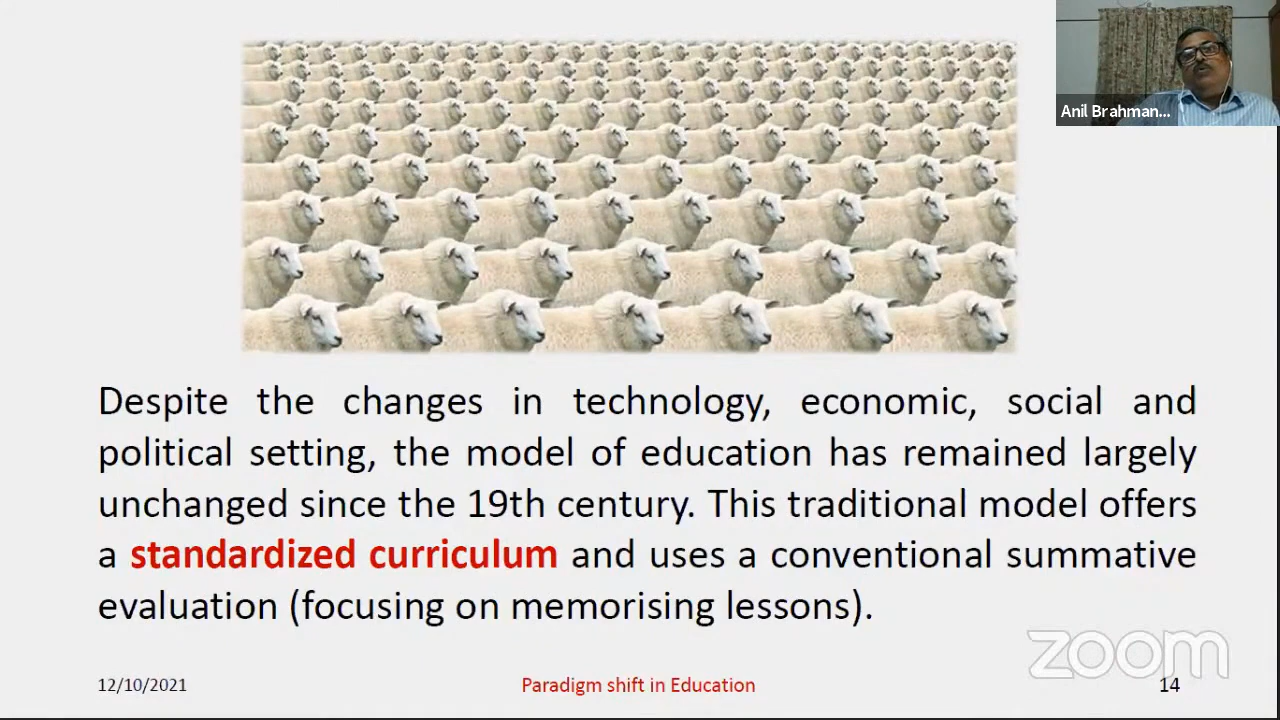 Anil Brahman...
Despite the changes in technology, economic, social and
political setting, the model of education has remained largely
unchanged since the 19th century. This traditional model offers
a standardized curriculum and uses a conventional summative
evaluation (focusing on memorising lessons).
zoom
12/10/2021 Paradigm shift in Education 14